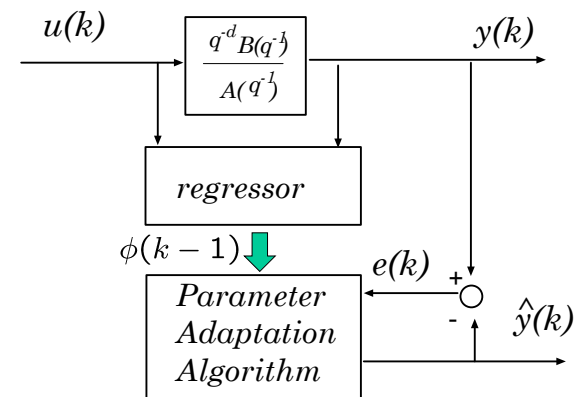 u(k)
q⁻ᵈ B(q⁻¹)
y(k)
A(q⁻¹)
regressor
ϕ(k − 1)
e(k)
+
-
ŷ(k)
Parameter
Adaptation
Algorithm